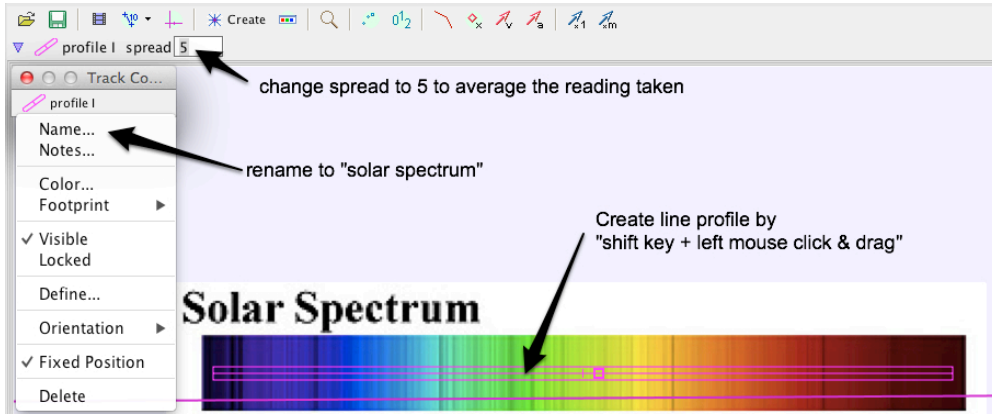 Create
profile I spread 5
change spread to 5 to average the reading taken
Track Co...
profile I
Name...
Notes...
rename to "solar spectrum"
Color...
Footprint
Create line profile by
"shift key + left mouse click & drag"
Visible
Locked
Define...
Solar Spectrum
Orientation
Fixed Position
Delete